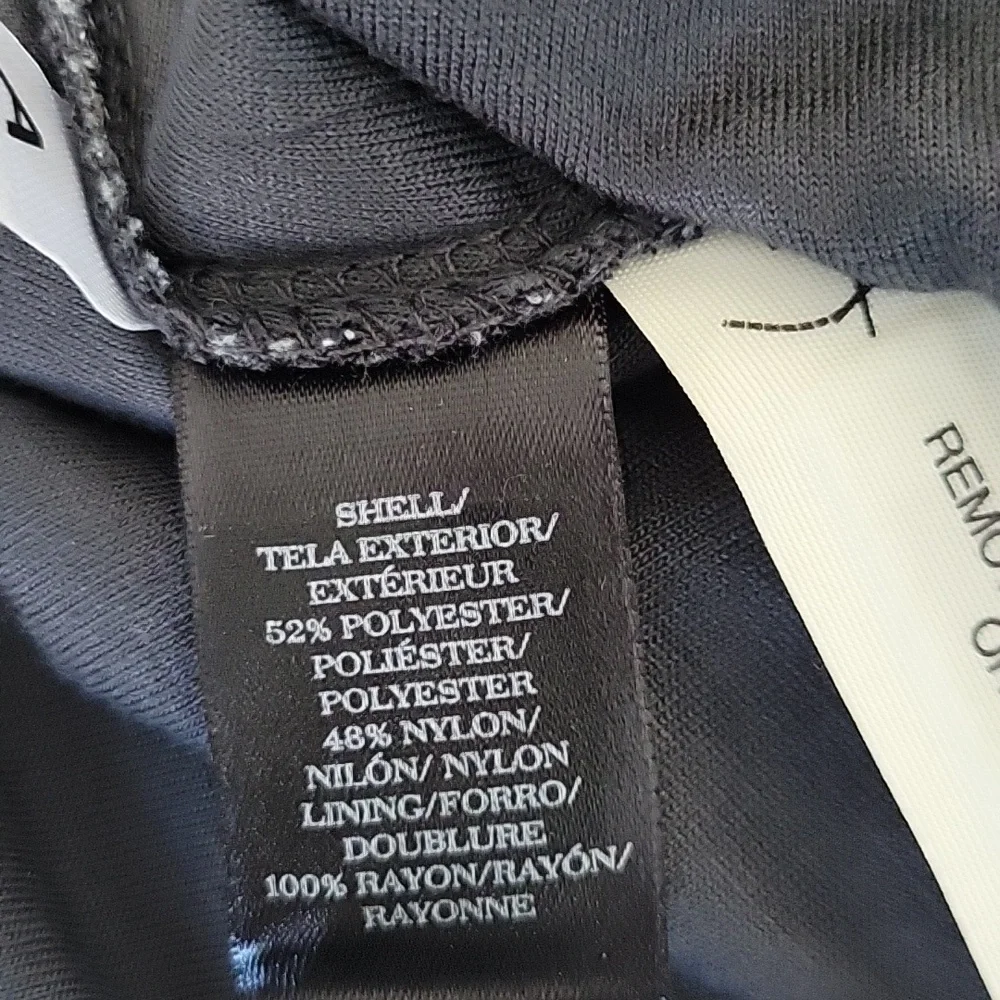 SHELL/
TELA EXTERIOR/
EXTÉRIEUR
52% POLYESTER/
POLIÉSTER/
POLYESTER
48% NYLON/
NILÓN/ NYLON
LINING/FORRO/
DOUBLURE
100% RAYON/RAYÓN/
RAYONNE